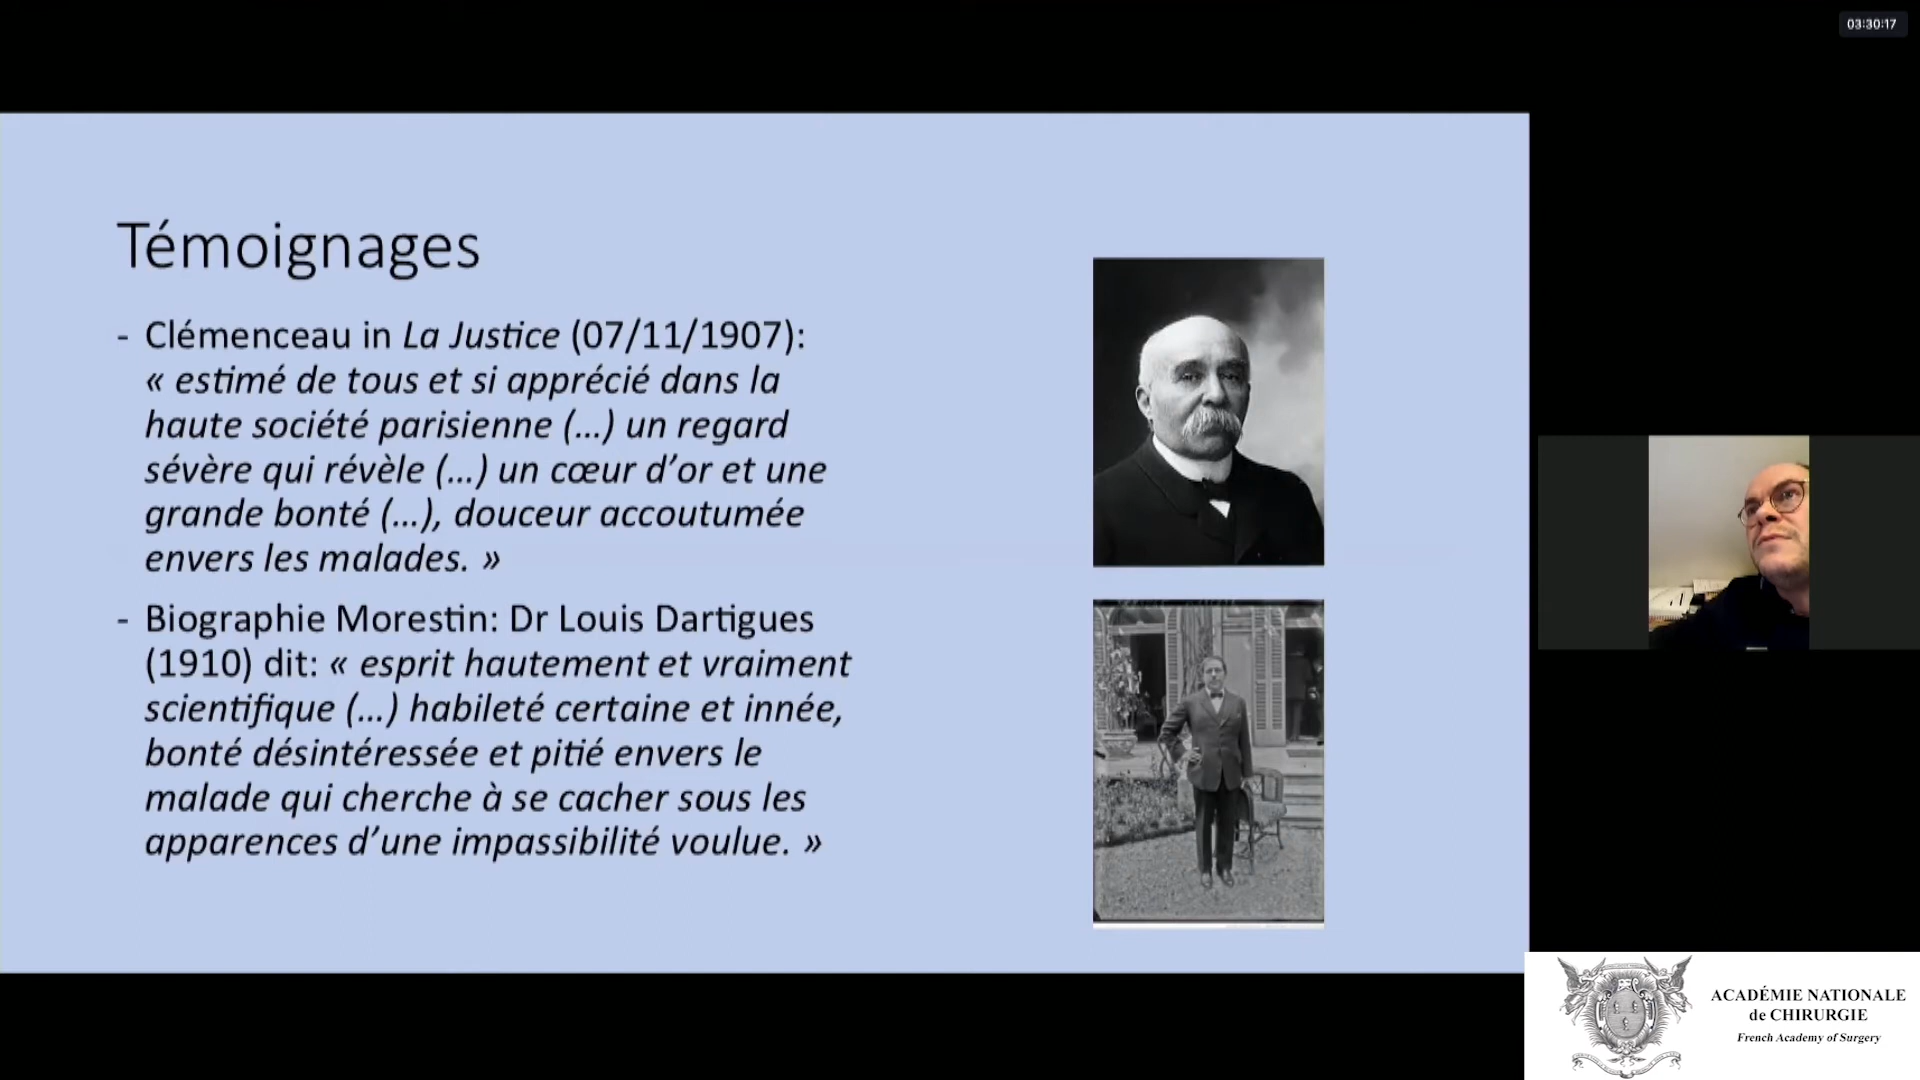 03:30:17
Témoignages
- Clémenceau in La Justice (07/11/1907):
« estimé de tous et si apprécié dans la
haute société parisienne (...) un regard
sévère qui révèle (...) un cœur d’or et une
grande bonté (...), douceur accoutumée
envers les malades. »
- Biographie Morestin: Dr Louis Dartigues
(1910) dit: « esprit hautement et vraiment
scientifique (...) habileté certaine et innée,
bonté désintéressée et pitié envers le
malade qui cherche à se cacher sous les
apparences d’une impassibilité voulue. »
ACADÉMIE NATIONALE
de CHIRURGIE
French Academy of Surgery